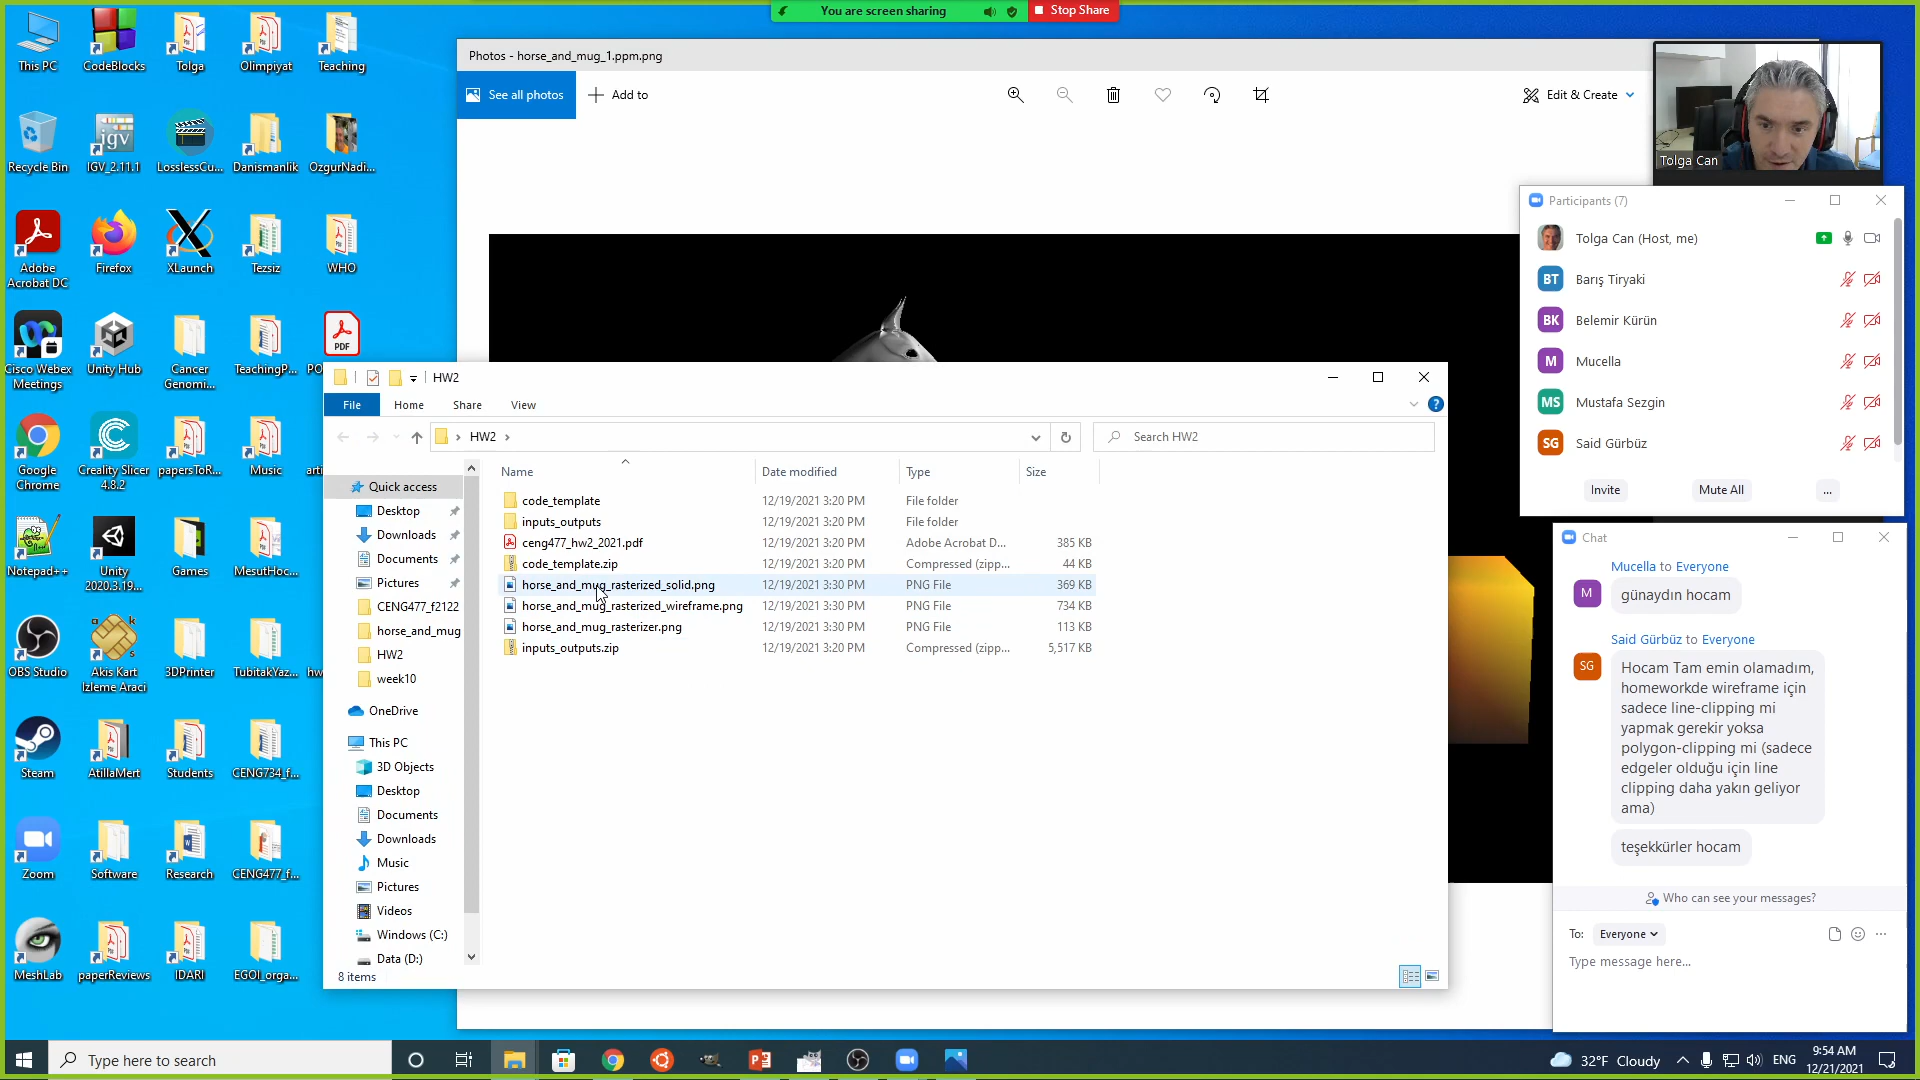 You are screen sharing
Stop Share
This PC
CodeBlocks
Tolga
Olimpiyat
Teaching
Recycle Bin
IGV_2.11.1
LosslessCu...
Danismanlik
OzgurNadi...
Adobe Acrobat DC
Firefox
XLaunch
Tezsiz
WHO
Cisco Webex Meetings
Unity Hub
Cancer Genomi...
TeachingP...
PO
Google Chrome
Creality Slicer 4.8.2
papersToR...
Music
arti
Notepad++
Unity 2020.3.19...
Games
MesutHoc...
OBS Studio
Akis Kart Izleme Araci
3DPrinter
TubitakYaz...
hw
Steam
AtillaMert
Students
CENG734_f...
Zoom
Software
Research
CENG477_f...
MeshLab
paperReviews
IDARI
EGOI_orga...
Photos - horse_and_mug_1.ppm.png
See all photos
Add to
Edit & Create
HW2
File Home Share View
HW2
Search HW2
Name Date modified Type Size
code_template 12/19/2021 3:20 PM File folder
inputs_outputs 12/19/2021 3:20 PM File folder
ceng477_hw2_2021.pdf 12/19/2021 3:20 PM Adobe Acrobat D... 385 KB
code_template.zip 12/19/2021 3:20 PM Compressed (zipp... 44 KB
horse_and_mug_rasterized_solid.png 12/19/2021 3:30 PM PNG File 369 KB
horse_and_mug_rasterized_wireframe.png 12/19/2021 3:30 PM PNG File 734 KB
horse_and_mug_rasterizer.png 12/19/2021 3:30 PM PNG File 113 KB
inputs_outputs.zip 12/19/2021 3:20 PM Compressed (zipp... 5,517 KB
Quick access
Desktop
Downloads
Documents
Pictures
CENG477_f2122
horse_and_mug
HW2
week10
OneDrive
This PC
3D Objects
Desktop
Documents
Downloads
Music
Pictures
Videos
Windows (C:)
Data (D:)
8 items
Tolga Can
Participants (7)
Tolga Can (Host, me)
BT Barış Tiryaki
BK Belemir Kürün
M Mucella
MS Mustafa Sezgin
SG Said Gürbüz
Invite
Mute All
...
Chat
Mucella to Everyone
M
günaydın hocam
Said Gürbüz to Everyone
SG
Hocam Tam emin olamadım,
homeworkde wireframe için
sadece line-clipping mi
yapmak gerekir yoksa
polygon-clipping mi (sadece
edgeler olduğu için line
clipping daha yakın geliyor
ama)
teşekkürler hocam
Who can see your messages?
To: Everyone
Type message here...
Type here to search
32°F Cloudy
ENG
9:54 AM
12/21/2021